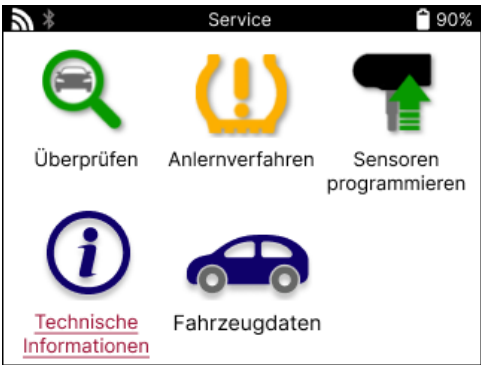 Service
90%
Überprüfen
Anlernverfahren
Sensoren
programmieren
Technische
Informationen
Fahrzeugdaten